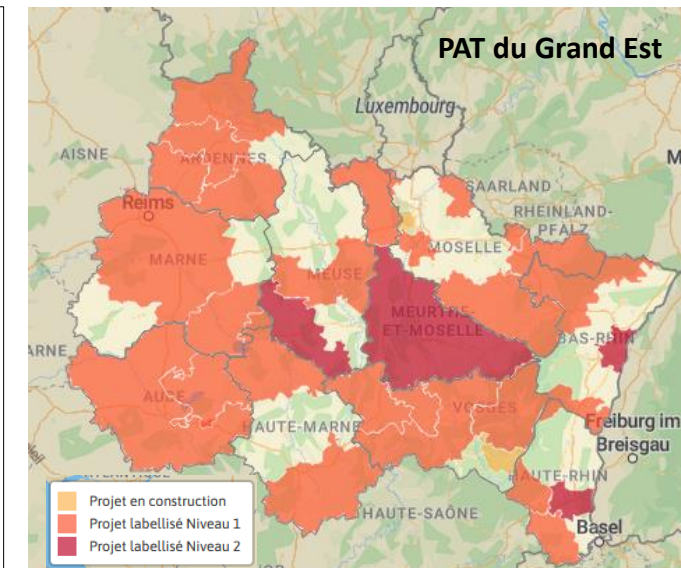 PAT du Grand Est
Luxembourg
AISNE
ARDENNES
M
SAARLAND
Reims
RHEINLAND-
PFALZ
MOSELLE
MARNE
MEUSE
MEURTHE-
ET-MOSELLE
BAS-RHIN
ARNE
AUBE
VOSGES
HAUTE-MARNE
Freiburg im
Breisgau
HAUTE-RHIN
HAUTE-SAÔNE
Basel
Projet en construction
Projet labellisé Niveau 1
Projet labellisé Niveau 2